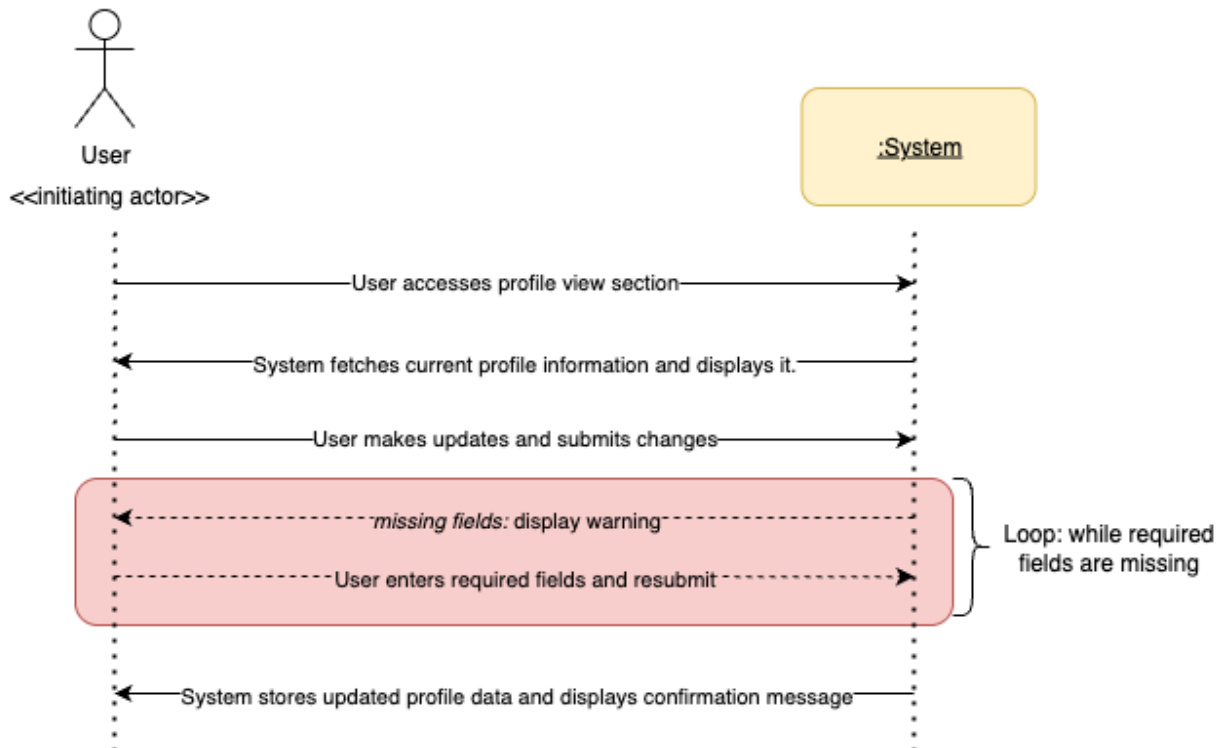 User
<<initiating actor>>
:System
User accesses profile view section
System fetches current profile information and displays it.
User makes updates and submits changes
missing fields: display warning
User enters required fields and resubmit
Loop: while required
fields are missing
System stores updated profile data and displays confirmation message